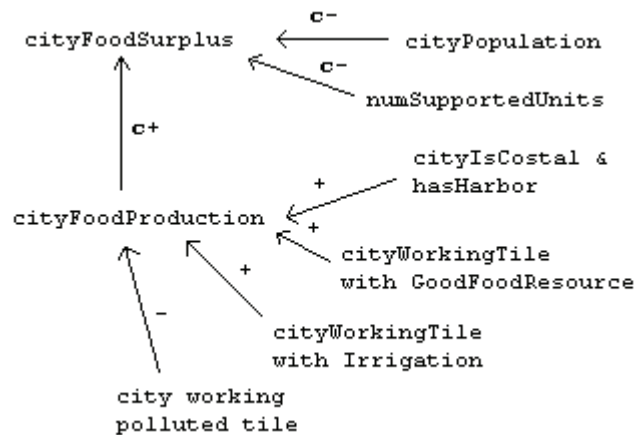 c-
cityFoodSurplus
cityPopulation
c-
numSupportedUnits
c+
cityIsCostal &
hasHarbor
+
cityFoodProduction
+
cityWorkingTile
with GoodFoodResource
+
-
cityWorkingTile
with Irrigation
city working
polluted tile